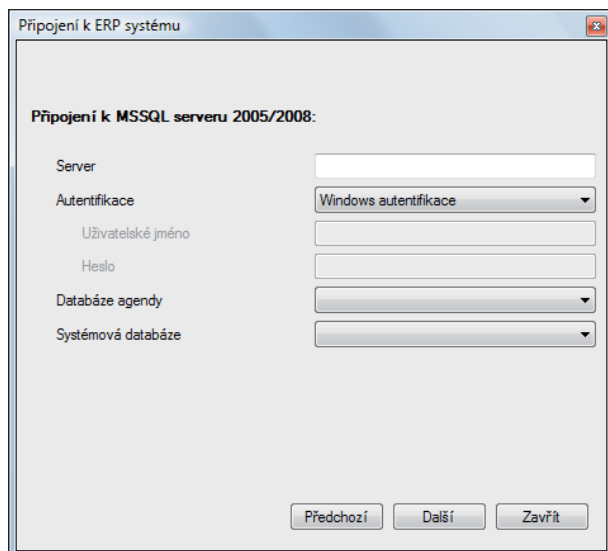 Připojení k ERP systému
Připojení k MSSQL serveru 2005/2008:
Server
Autentifikace Windows autentifikace
Uživatelské jméno
Heslo
Databáze agendy
Systémová databáze
Předchozí Další Zavřít